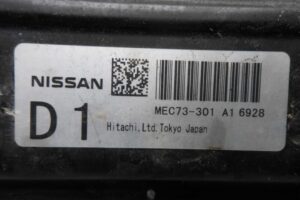 NISSAN
D1
MEC73-301 A1 6928
Hitachi,Ltd.Tokyo Japan